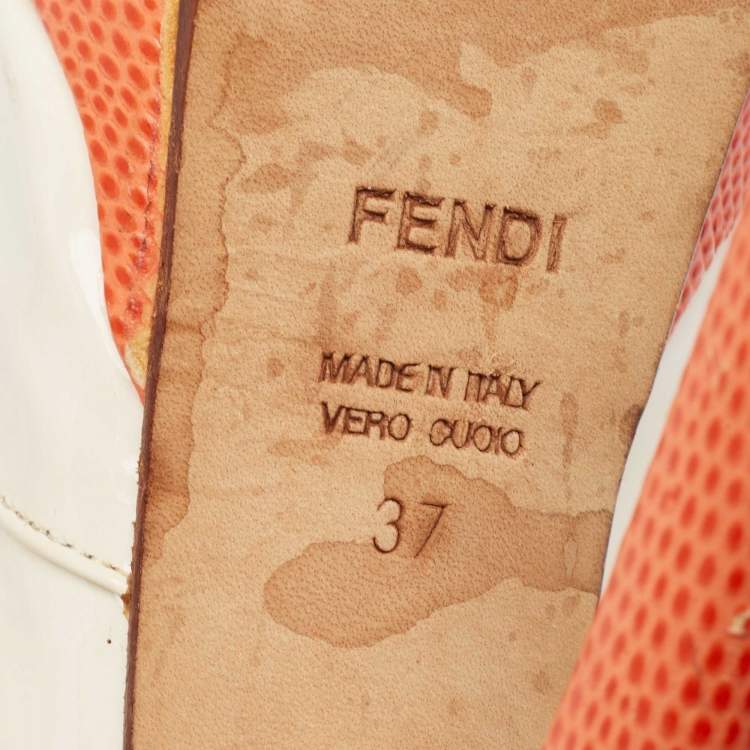 FENDI
MADE IN ITALY
VERO CUOIO
37